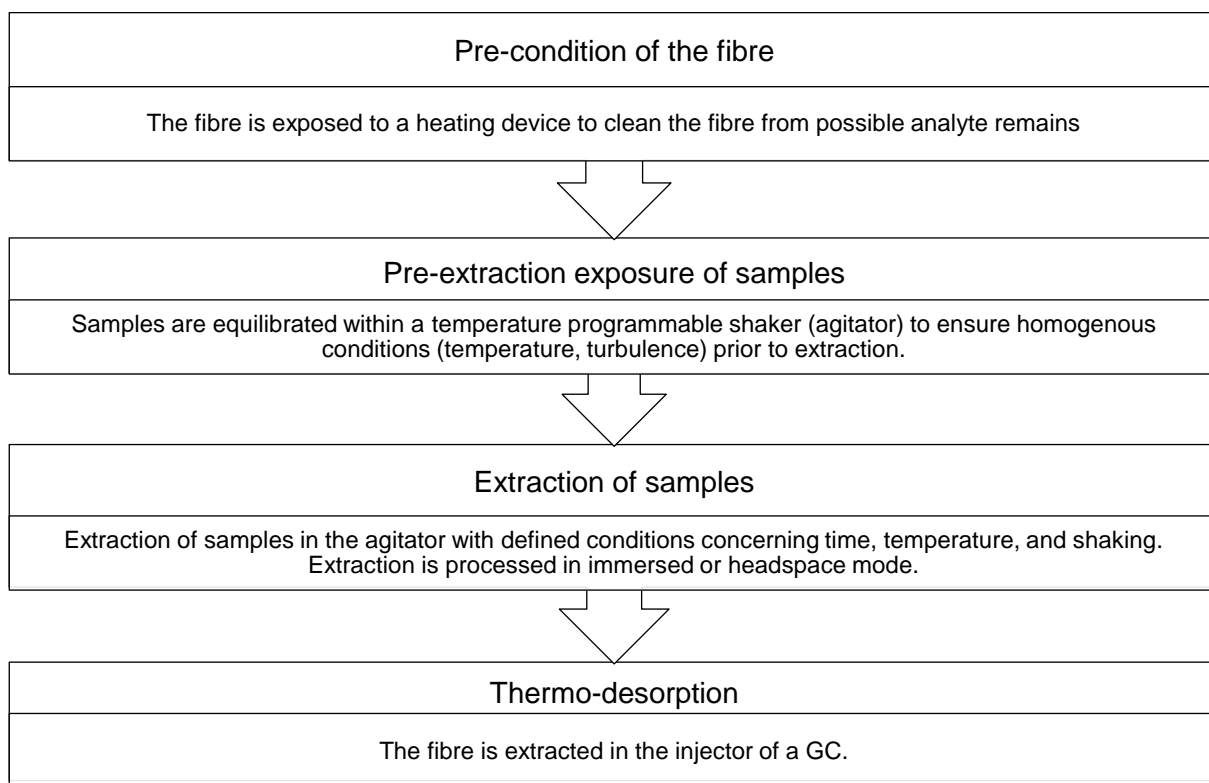 Pre-condition of the fibre
The fibre is exposed to a heating device to clean the fibre from possible analyte remains
Pre-extraction exposure of samples
Samples are equilibrated within a temperature programmable shaker (agitator) to ensure homogenous
conditions (temperature, turbulence) prior to extraction.
Extraction of samples
Extraction of samples in the agitator with defined conditions concerning time, temperature, and shaking.
Extraction is processed in immersed or headspace mode.
Thermo-desorption
The fibre is extracted in the injector of a GC.